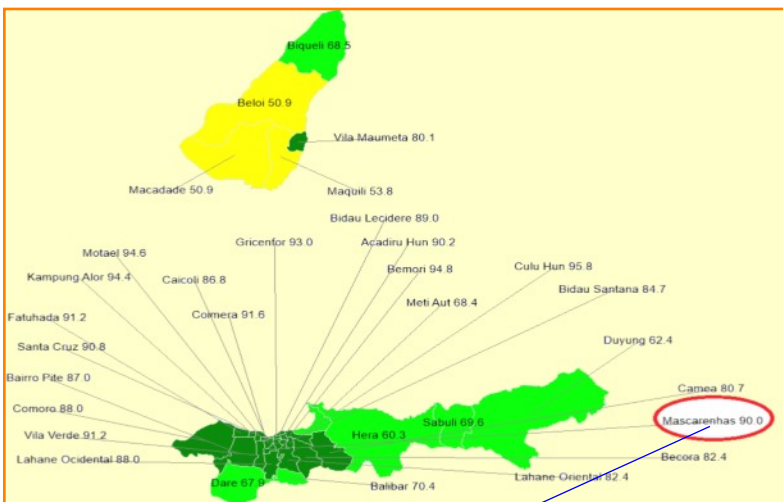 Biqueli 68.5
Beloi 50.9
Vila Maumeta 80.1
Macadade 50.9
Maquili 53.8
Bidau Lecidere 89.0
Motael 94.6
Gricenfor 93.0
Acadiru Hun 90.2
Kampung Alor 94.4
Caicoli 86.8
Bemori 94.8
Culu Hun 95.8
Bidau Santana 84.7
Fatuhada 91.2
Coimera 91.6
Meti Aut 68.4
Santa Cruz 90.8
Duyung 62.4
Bairro Pite 87.0
Camea 80.7
Comoro 88.0
Mascarenhas 90.0
Vila Verde 91.2
Hera 60.3
Sabuli 69.6
Lahane Ocidental 88.0
Becora 82.4
Dare 67.9
Balibar 70.4
Lahane Oriental 82.4